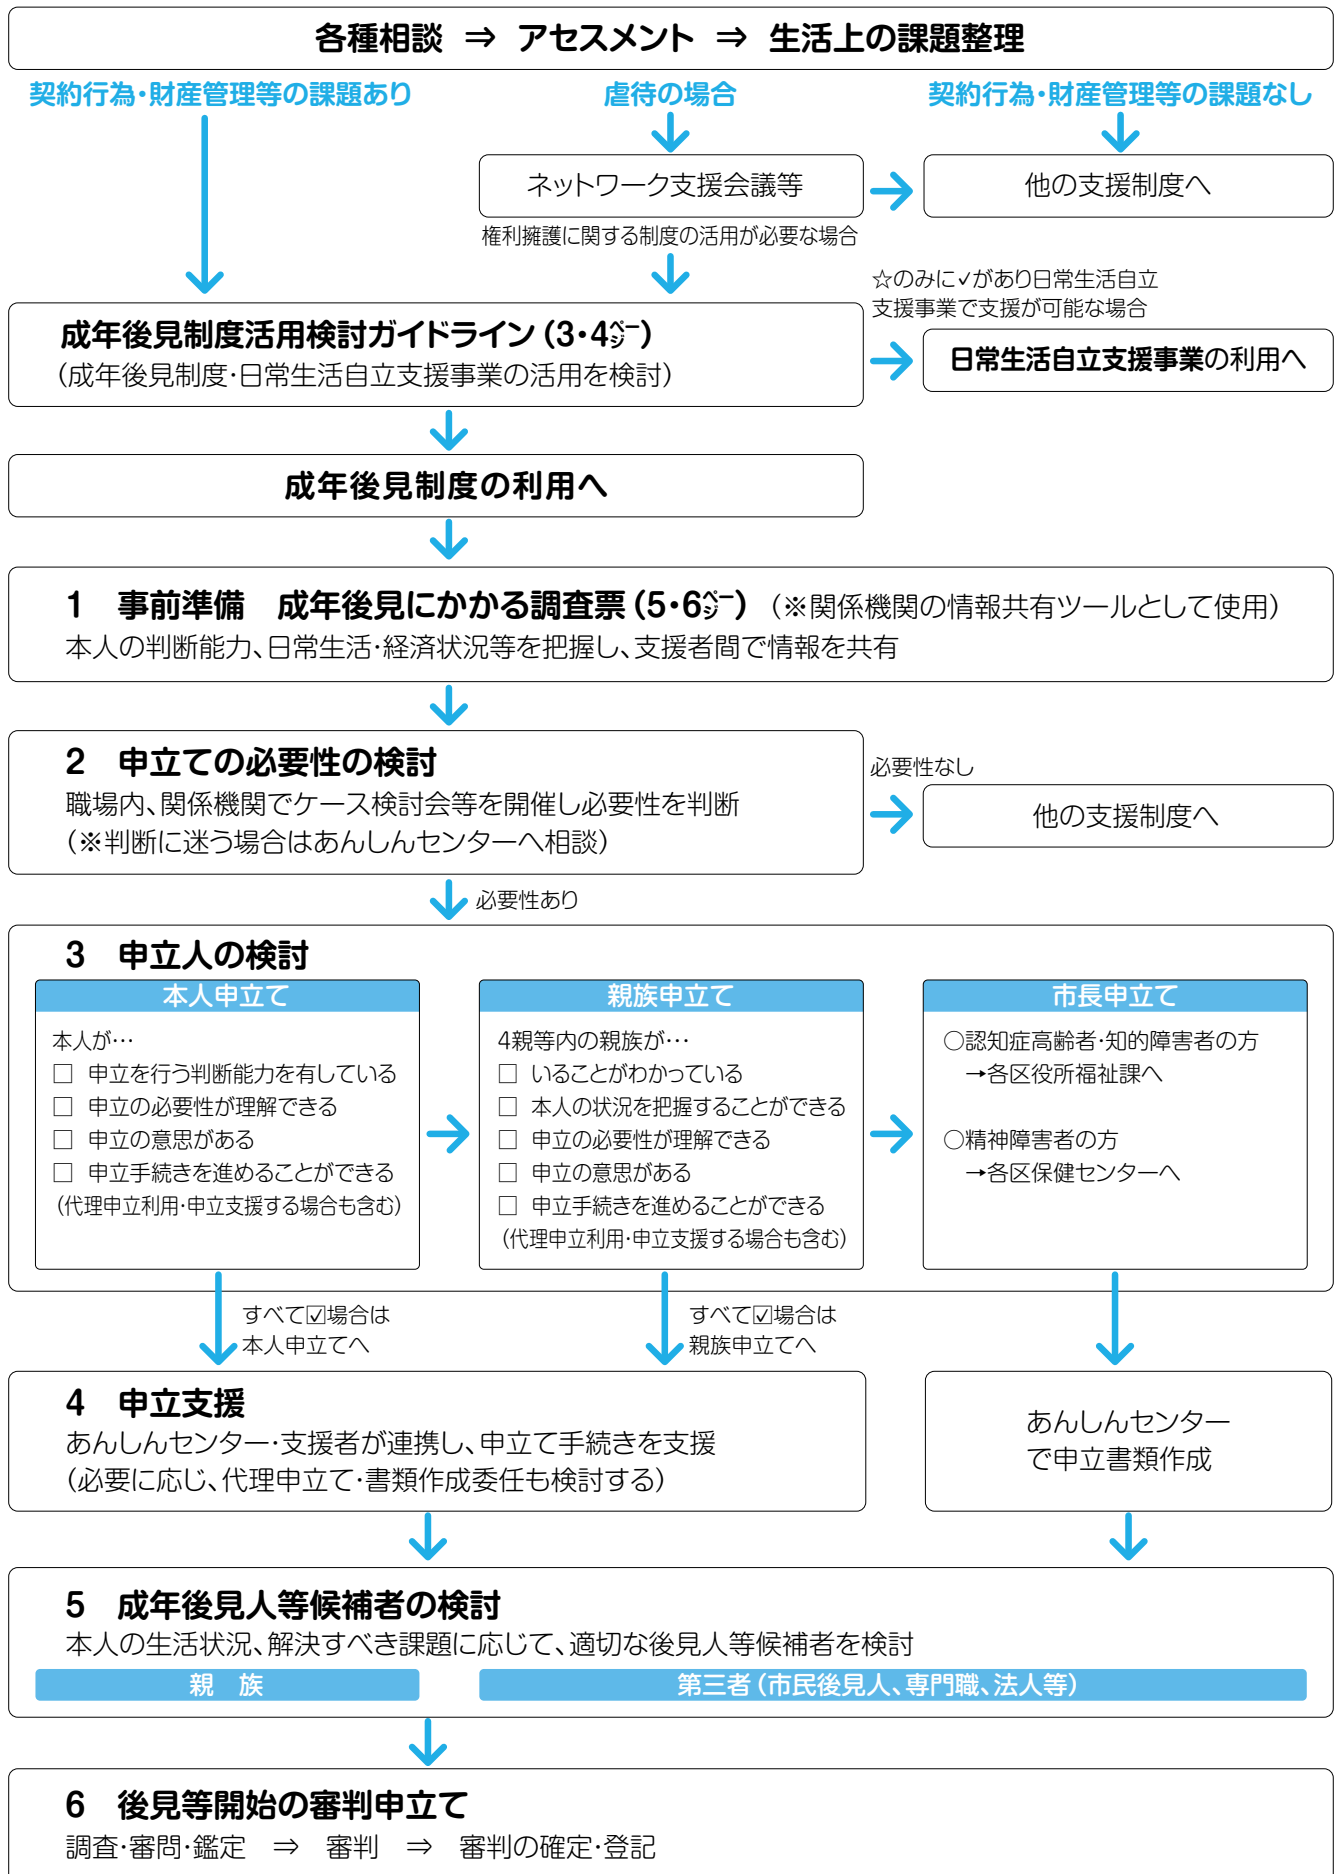 各種相談 ⇒ アセスメント ⇒ 生活上の課題整理
契約行為・財産管理等の課題あり
虐待の場合
契約行為・財産管理等の課題なし
ネットワーク支援会議等
他の支援制度へ
権利擁護に関する制度の活用が必要な場合
☆のみに✓があり日常生活自立
支援事業で支援が可能な場合
成年後見制度活用検討ガイドライン（3・4㌻）
（成年後見制度・日常生活自立支援事業の活用を検討）
日常生活自立支援事業の利用へ
成年後見制度の利用へ
1 事前準備 成年後見にかかる調査票（5・6㌻）（※関係機関の情報共有ツールとして使用）
本人の判断能力、日常生活・経済状況等を把握し、支援者間で情報を共有
2 申立ての必要性の検討
職場内、関係機関でケース検討会等を開催し必要性を判断
（※判断に迷う場合はあんしんセンターへ相談）
必要性なし
他の支援制度へ
必要性あり
3 申立人の検討
本人申立て
本人が…
□ 申立を行う判断能力を有している
□ 申立の必要性が理解できる
□ 申立の意思がある
□ 申立手続きを進めることができる
（代理申立利用・申立支援する場合も含む）
親族申立て
4親等内の親族が…
□ いることがわかっている
□ 本人の状況を把握することができる
□ 申立の必要性が理解できる
□ 申立の意思がある
□ 申立手続きを進めることができる
（代理申立利用・申立支援する場合も含む）
市長申立て
○認知症高齢者・知的障害者の方
→各区役所福祉課へ
○精神障害者の方
→各区保健センターへ
すべて☑場合は
本人申立てへ
すべて☑場合は
親族申立てへ
4 申立支援
あんしんセンター・支援者が連携し、申立て手続きを支援
（必要に応じ、代理申立て・書類作成委任も検討する）
あんしんセンター
で申立書類作成
5 成年後見人等候補者の検討
本人の生活状況、解決すべき課題に応じて、適切な後見人等候補者を検討
親 族
第三者（市民後見人、専門職、法人等）
6 後見等開始の審判申立て
調査・審問・鑑定 ⇒ 審判 ⇒ 審判の確定・登記